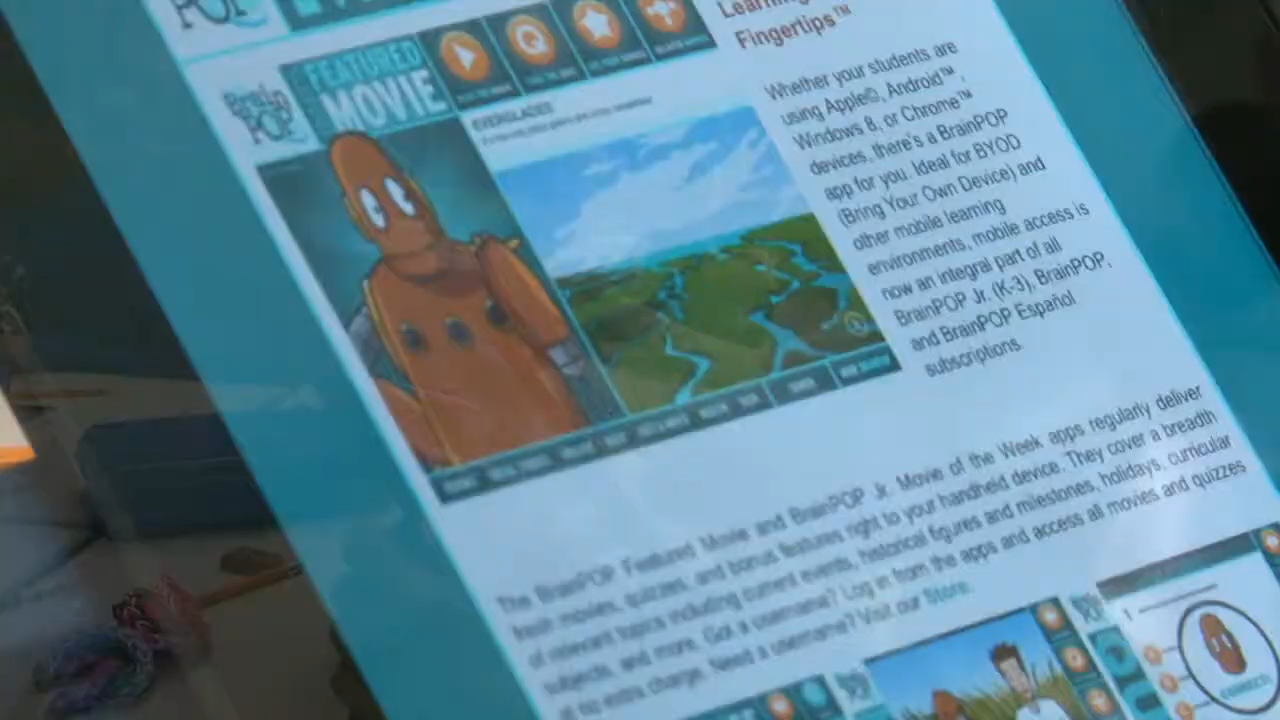 Learning
Fingertips™
FEATURED
MOVIE
Brain
POP
EVERGLADES
Whether your students are
using Apple©, Android™,
Windows 8, or Chrome™
devices, there's a BrainPOP
app for you. Ideal for BYOD
(Bring Your Own Device) and
other mobile learning
environments, mobile access is
now an integral part of all
BrainPOP Jr. (K-3), BrainPOP,
and BrainPOP Español
subscriptions.
The BrainPOP Featured Movie and BrainPOP Jr. Movie of the Week apps regularly deliver
fresh movies, quizzes, and bonus features right to your handheld device. They cover a breadth
of relevant topics including current events, historical figures and milestones, holidays, curricular
subjects, and more. Got a username? Log in from the apps and access all movies and quizzes
at no extra charge. Need a username? Visit our Store.